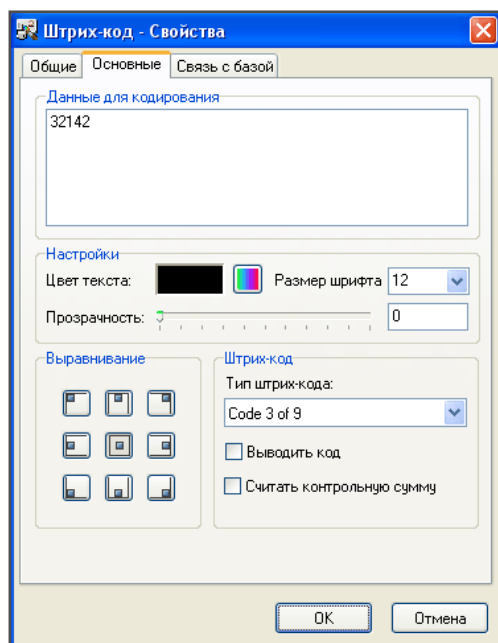 Штрих-код - Свойства
Общие Основные Связь с базой
Данные для кодирования
32142
Настройки
Цвет текста: Размер шрифта 12
Прозрачность: 0
Выравнивание
Штрих-код
Тип штрих-кода:
Code 3 of 9
Выводить код
Считать контрольную сумму
OK Отмена